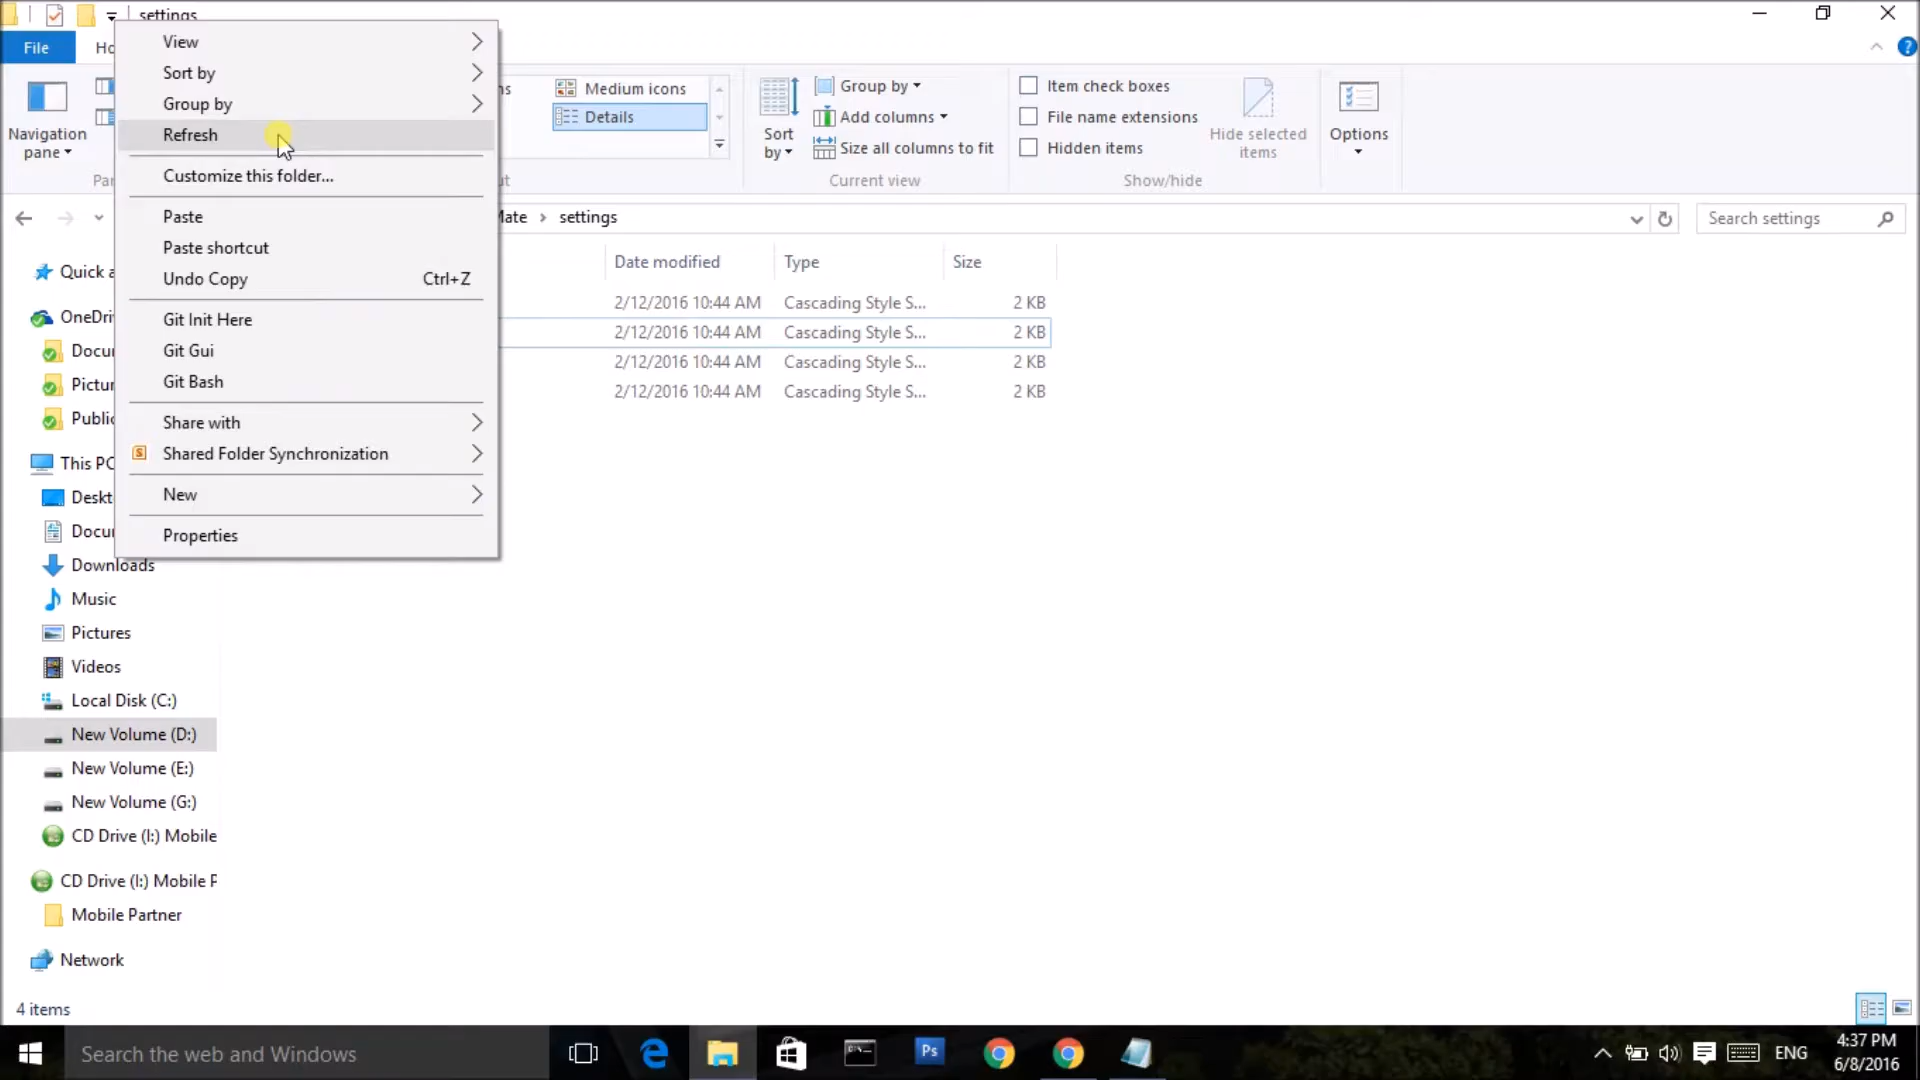 settings
File
View
Sort by
Group by
Refresh
Customize this folder...
Paste
Paste shortcut
Undo Copy Ctrl+Z
Git Init Here
Git Gui
Git Bash
Share with
Shared Folder Synchronization
New
Properties
Navigation
pane
Medium icons
Details
Sort
by
Group by
Add columns
Size all columns to fit
Current view
Item check boxes
File name extensions
Hidden items
Hide selected
items
Show/hide
Options
settings
Search settings
Date modified Type Size
2/12/2016 10:44 AM Cascading Style S... 2 KB
2/12/2016 10:44 AM Cascading Style S... 2 KB
2/12/2016 10:44 AM Cascading Style S... 2 KB
2/12/2016 10:44 AM Cascading Style S... 2 KB
Quick a
OneDri
Docu
Pictur
Public
This PC
Deskt
Docu
Downloads
Music
Pictures
Videos
Local Disk (C:)
New Volume (D:)
New Volume (E:)
New Volume (G:)
CD Drive (I:) Mobile
CD Drive (I:) Mobile P
Mobile Partner
Network
4 items
Search the web and Windows
Ps
ENG
4:37 PM
6/8/2016